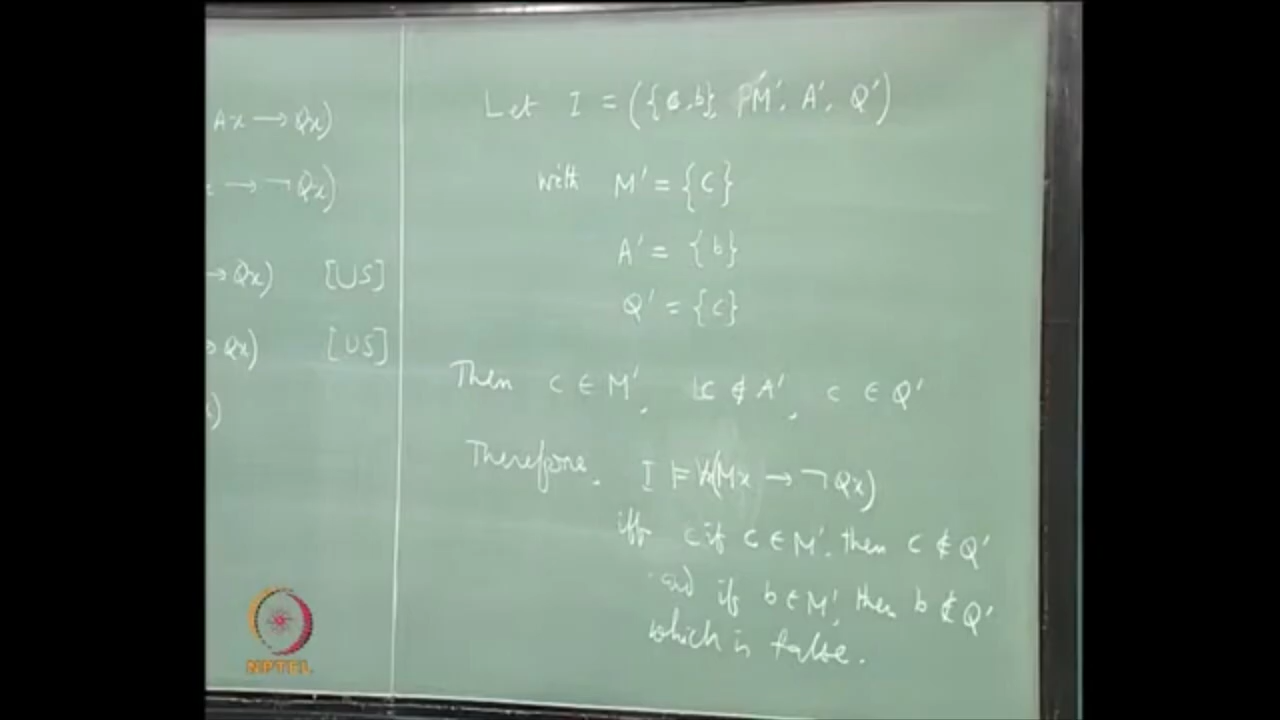 Ax → Qx)
→ ¬Qx)
→ Qx) [US]
→ Qx) [US]
)
Let I = ({c,b}, M', A', Q')
with M' = {c}
A' = {b}
Q' = {c}
Then c ∈ M', c ∉ A', c ∈ Q'
Therefore, I ⊨ ∀x(Mx → ¬Qx)
iff c if c ∈ M', then c ∉ Q'
and if b ∈ M', then b ∉ Q'
which is false.
NPTEL